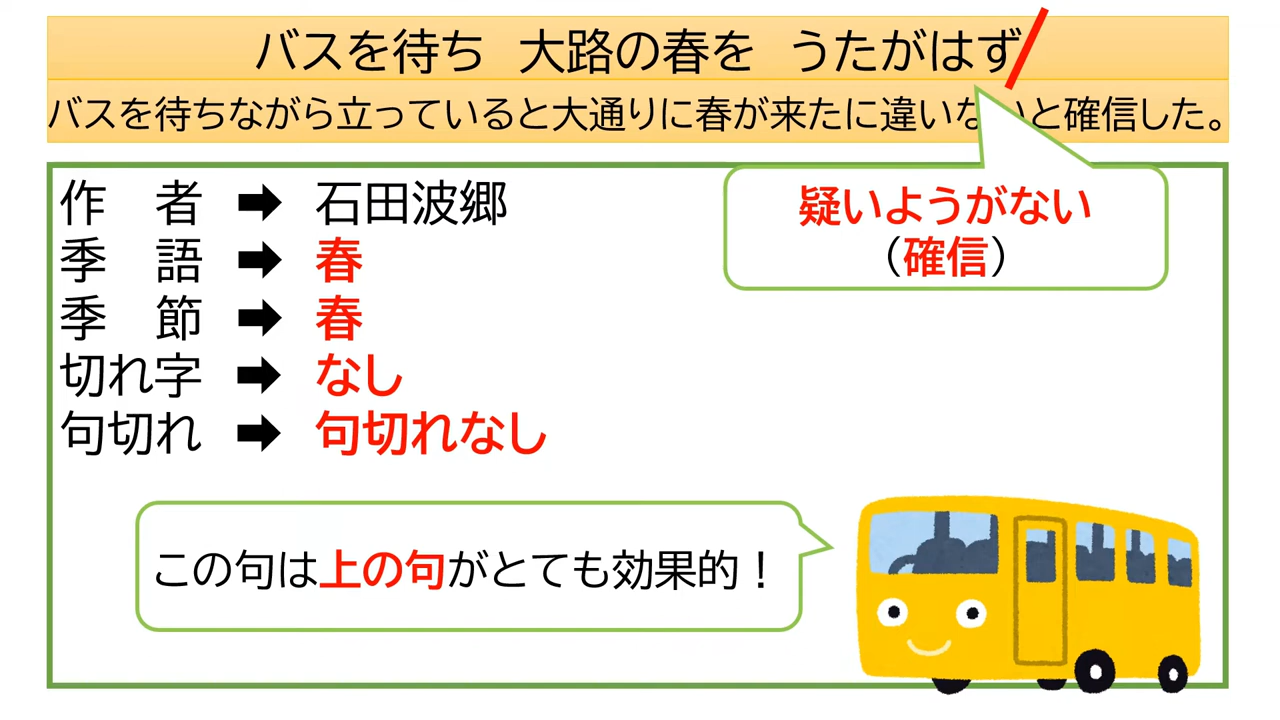 バスを待ち　大路の春を　うたがはず
バスを待ちながら立っていると大通りに春が来たに違いないと確信した。
疑いようがない
（確信）
作　者 ➡ 石田波郷
季　語 ➡ 春
季　節 ➡ 春
切れ字 ➡ なし
句切れ ➡ 句切れなし
この句は上の句がとても効果的！